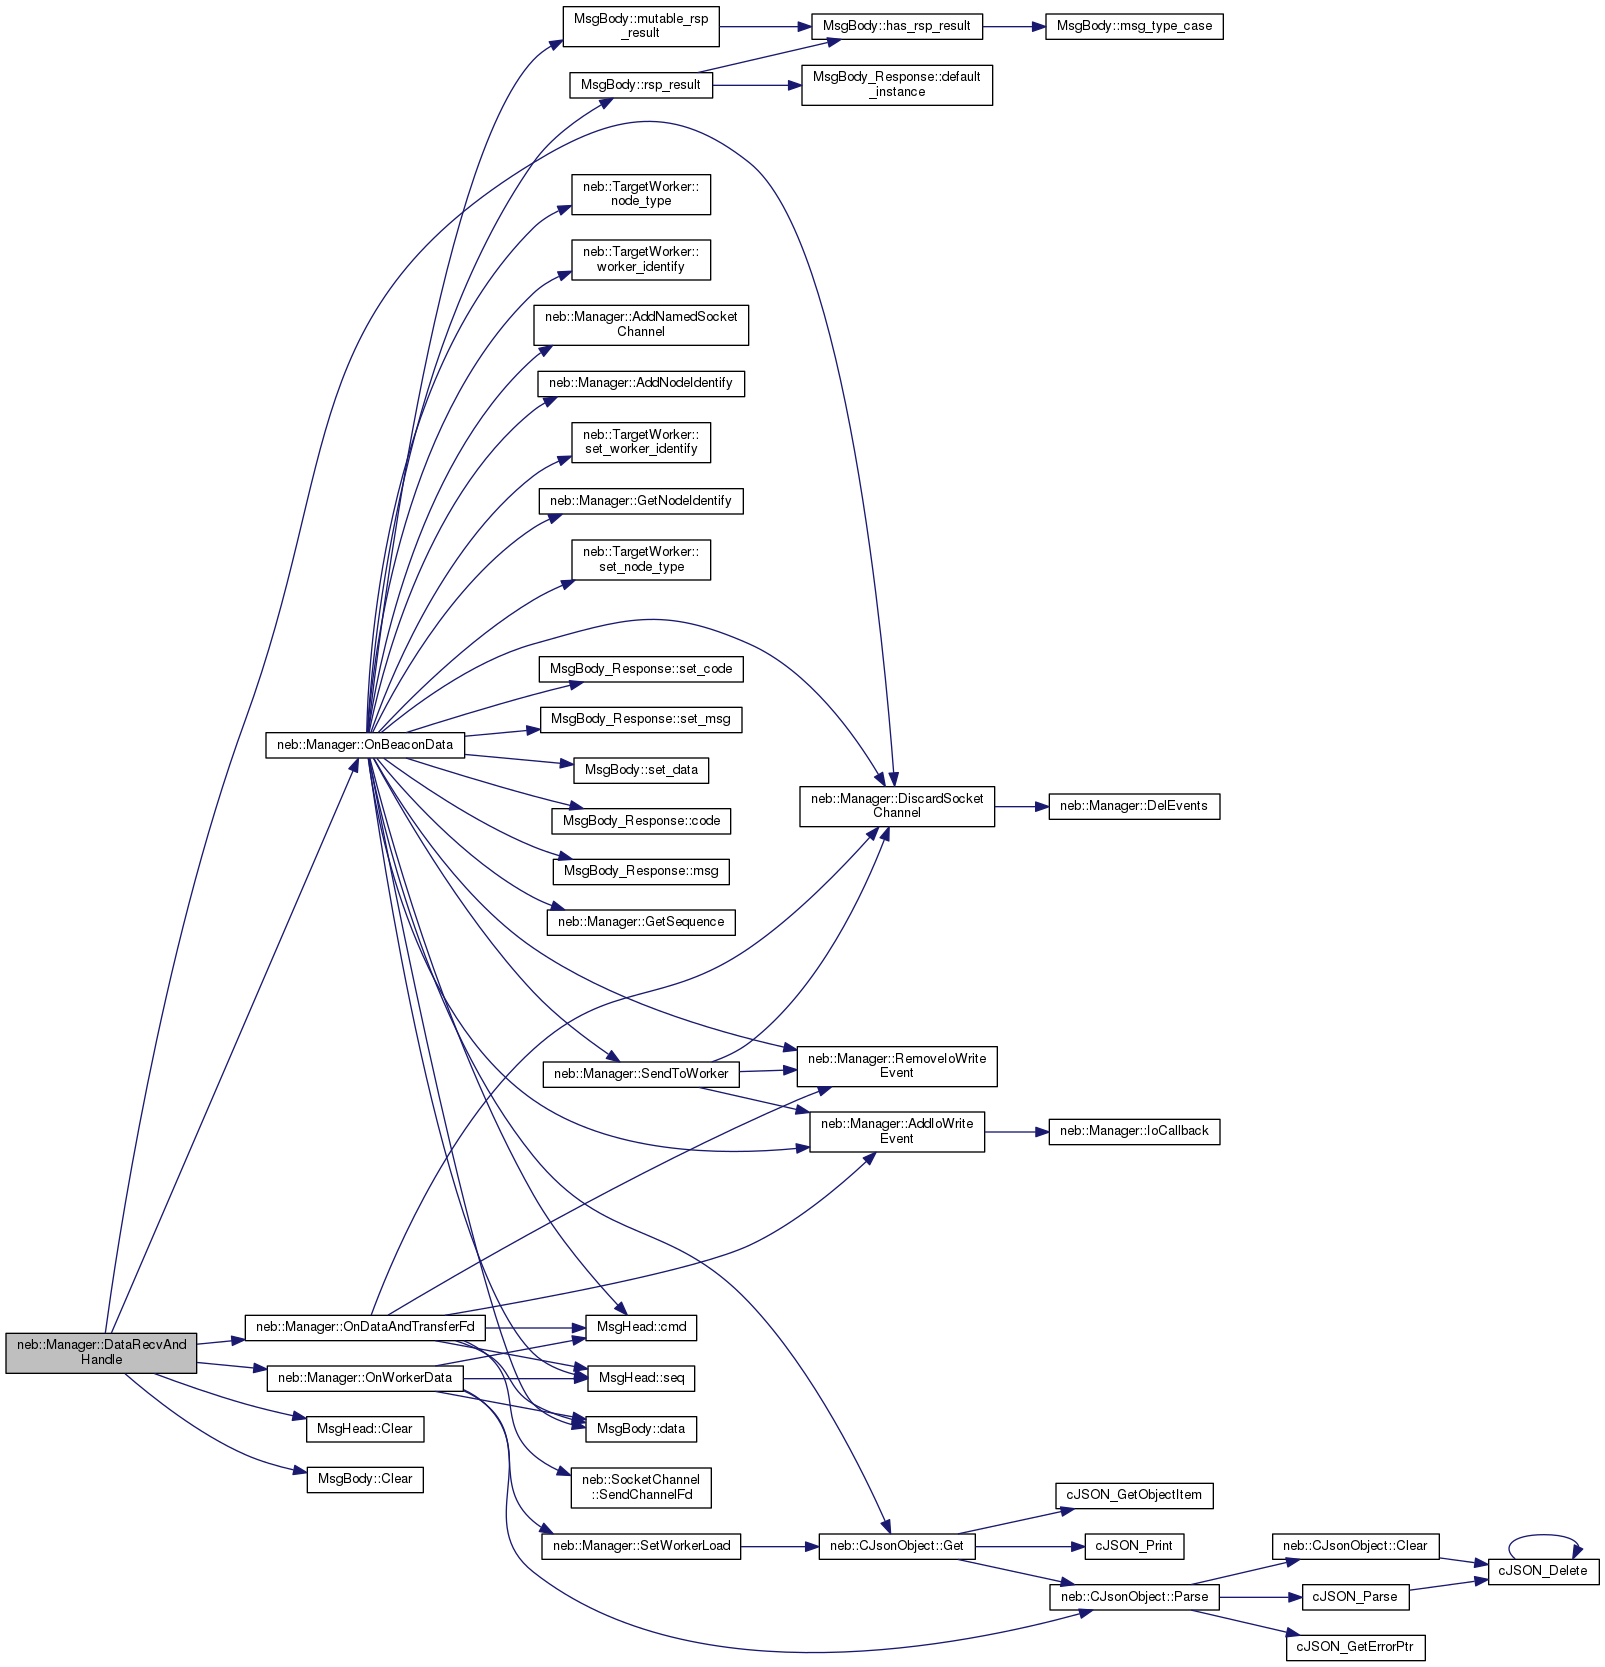 MsgBody::mutable_rsp
_result
MsgBody::has_rsp_result
MsgBody::msg_type_case
MsgBody::rsp_result
MsgBody_Response::default
_instance
neb::TargetWorker::
node_type
neb::TargetWorker::
worker_identify
neb::Manager::AddNamedSocket
Channel
neb::Manager::AddNodeIdentify
neb::TargetWorker::
set_worker_identify
neb::Manager::GetNodeIdentify
neb::TargetWorker::
set_node_type
MsgBody_Response::set_code
MsgBody_Response::set_msg
neb::Manager::OnBeaconData
MsgBody::set_data
neb::Manager::DiscardSocket
Channel
neb::Manager::DelEvents
MsgBody_Response::code
MsgBody_Response::msg
neb::Manager::GetSequence
neb::Manager::SendToWorker
neb::Manager::RemoveIoWrite
Event
neb::Manager::AddIoWrite
Event
neb::Manager::IoCallback
neb::Manager::OnDataAndTransferFd
MsgHead::cmd
neb::Manager::DataRecvAnd
Handle
neb::Manager::OnWorkerData
MsgHead::seq
MsgHead::Clear
MsgBody::data
MsgBody::Clear
neb::SocketChannel
::SendChannelFd
cJSON_GetObjectItem
neb::Manager::SetWorkerLoad
neb::CJsonObject::Get
cJSON_Print
neb::CJsonObject::Clear
cJSON_Delete
neb::CJsonObject::Parse
cJSON_Parse
cJSON_GetErrorPtr